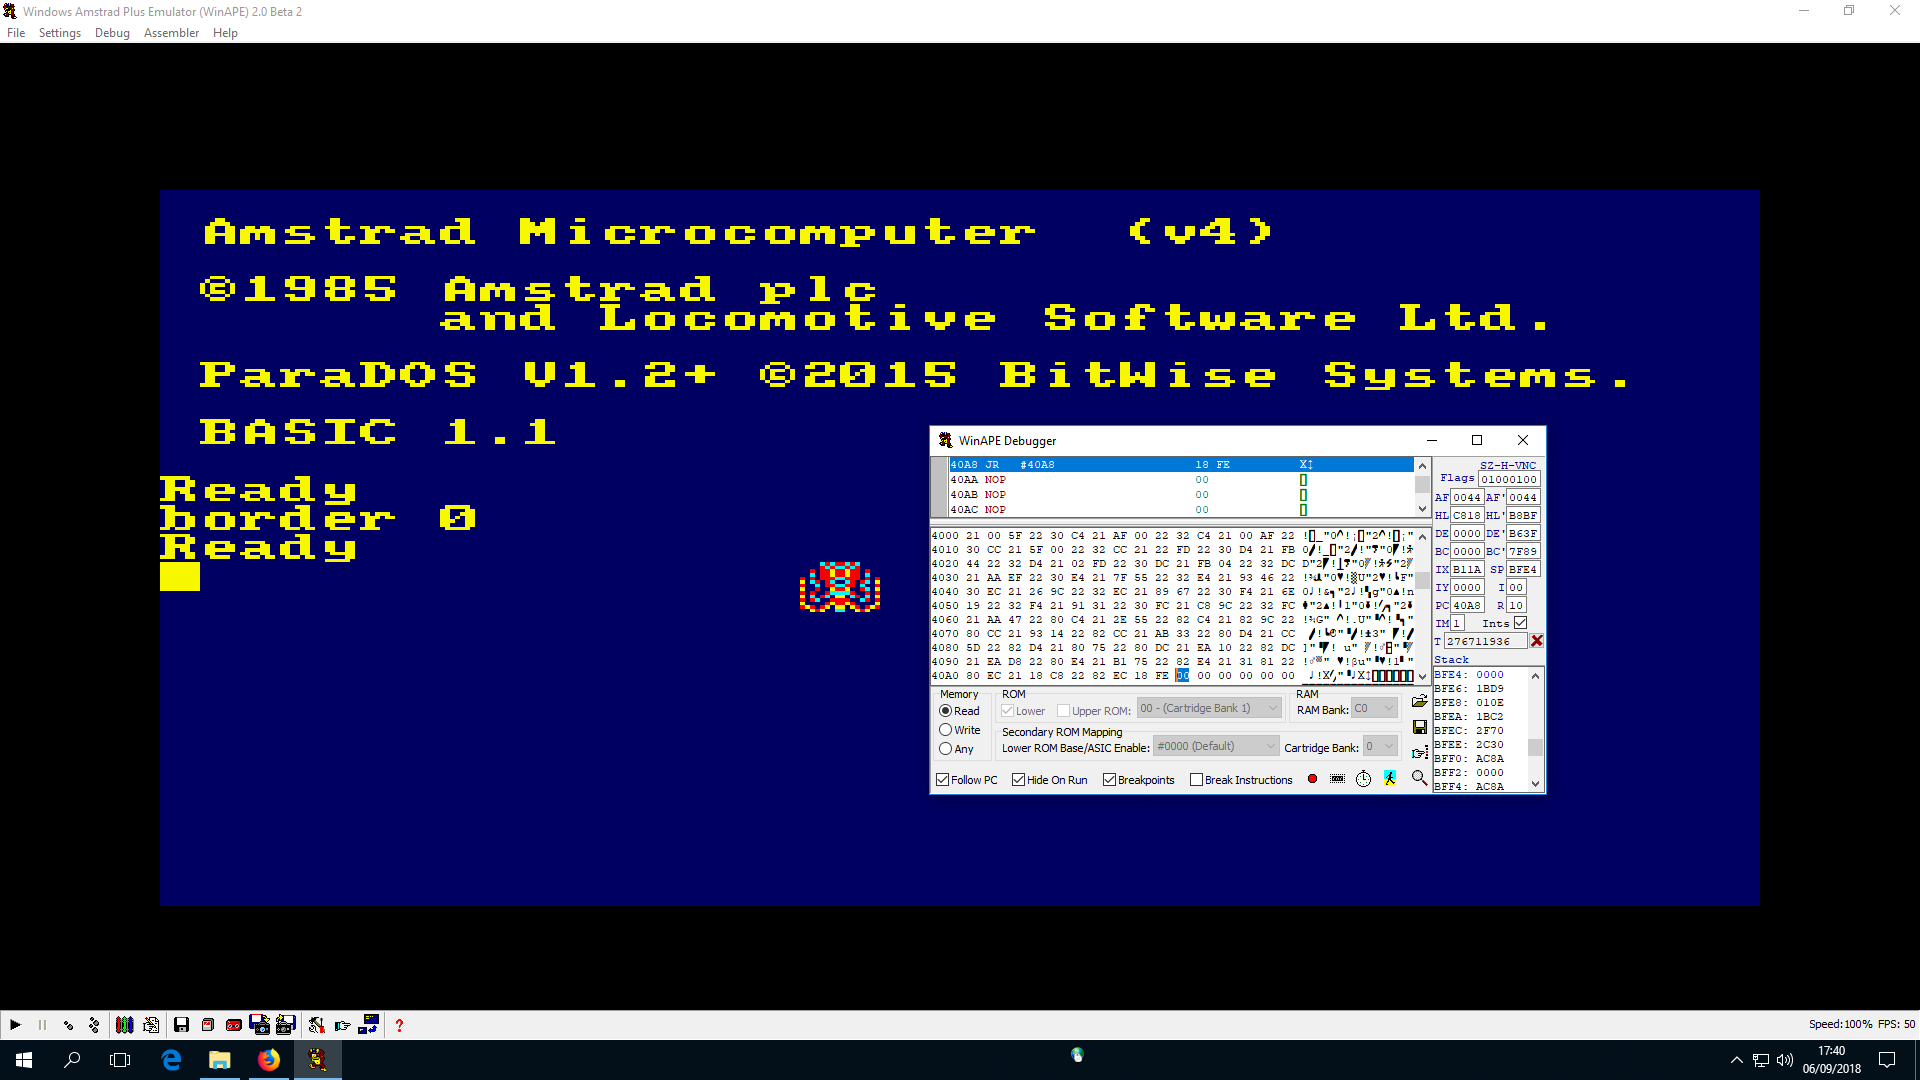 Windows Amstrad Plus Emulator (WinAPE) 2.0 Beta 2
File Settings Debug Assembler Help
Amstrad Microcomputer (v4)
©1985 Amstrad plc
and Locomotive Software Ltd.
ParaDOS V1.2+ ©2015 BitWise Systems.
BASIC 1.1
Ready
border 0
Ready
WinAPE Debugger
40A8 JR #40A8 18 FE
40AA NOP 00
40AB NOP 00
40AC NOP 00
4000 21 00 5F 22 30 C4 21 AF 00 22 32 C4 21 00 AF 22
4010 30 CC 21 5F 00 22 32 CC 21 22 FD 22 30 D4 21 FB
4020 44 22 32 D4 21 02 FD 22 30 DC 21 FB 04 22 32 DC
4030 21 AA EF 22 30 E4 21 7F 55 22 32 E4 21 93 46 22
4040 30 EC 21 26 9C 22 32 EC 21 89 67 22 30 F4 21 6E
4050 19 22 32 F4 21 91 31 22 30 FC 21 C8 9C 22 32 FC
4060 21 AA 47 22 80 C4 21 2E 55 22 82 C4 21 82 9C 22
4070 80 CC 21 93 14 22 82 CC 21 AB 33 22 80 D4 21 CC
4080 5D 22 82 D4 21 80 75 22 80 DC 21 EA 10 22 82 DC
4090 21 EA D8 22 80 E4 21 B1 75 22 82 E4 21 31 81 22
40A0 80 EC 21 18 C8 22 82 EC 18 FE 00 00 00 00 00 00
SZ-H-VNC
Flags 01000100
AF 0044 AF' 0044
HL C818 HL' B8BF
DE 0000 DE' B63F
BC 0000 BC' 7F89
IX B11A SP BFE4
IY 0000 I 00
PC 40A8 R 10
IM 1 Ints
T 276711936
Stack
BFE4: 0000
BFE6: 1BD9
BFE8: 010E
BFEA: 1BC2
BFEC: 2F70
BFEE: 2C30
BFF0: AC8A
BFF2: 0000
BFF4: AC8A
Memory
Read
Write
Any
ROM
Lower Upper ROM: 00 - (Cartridge Bank 1)
RAM
RAM Bank: C0
Secondary ROM Mapping
Lower ROM Base/ASIC Enable: #0000 (Default) Cartridge Bank: 0
Follow PC Hide On Run Breakpoints Break Instructions
Speed:100% FPS: 50
17:40
06/09/2018